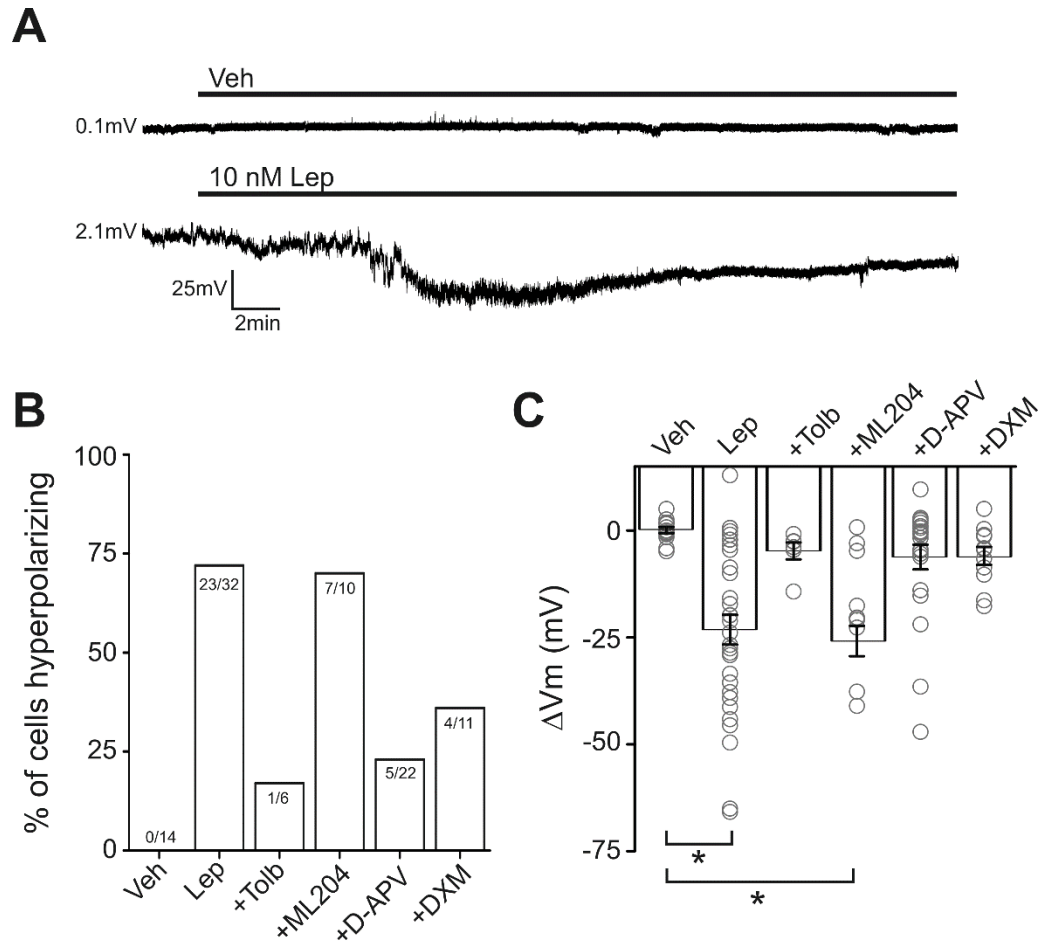 A
Veh
0.1mV
10 nM Lep
2.1mV
25mV
2min
B
% of cells hyperpolarizing
100
75
50
25
0
0/14
23/32
1/6
7/10
5/22
4/11
Veh
Lep
+Tolb
+ML204
+D-APV
+DXM
C
Veh
Lep
+Tolb
+ML204
+D-APV
+DXM
ΔVm (mV)
0
-25
-50
-75
*
*